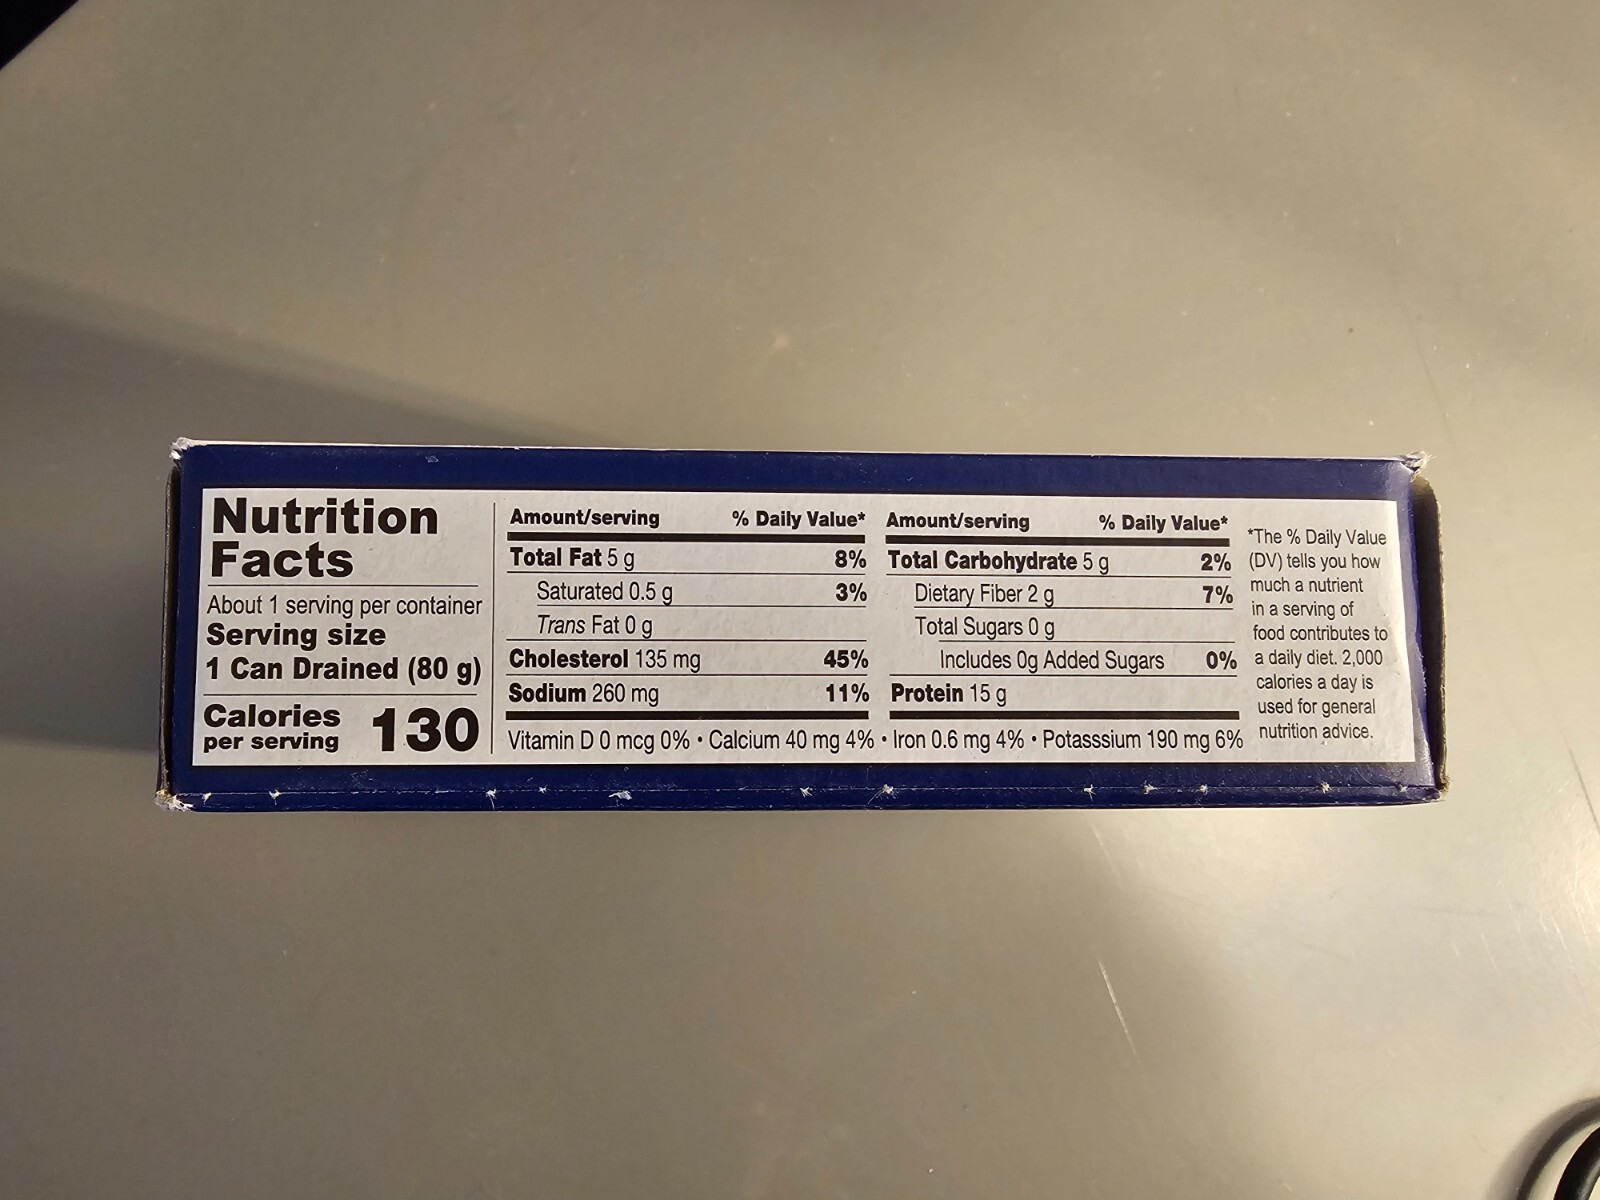 Nutrition
Facts
About 1 serving per container
Serving size
1 Can Drained (80 g)
Calories
per serving 130
Amount/serving % Daily Value*
Total Fat 5 g 8%
Saturated 0.5 g 3%
Trans Fat 0 g
Cholesterol 135 mg 45%
Sodium 260 mg 11%
Amount/serving % Daily Value*
Total Carbohydrate 5 g 2%
Dietary Fiber 2 g 7%
Total Sugars 0 g
Includes 0g Added Sugars 0%
Protein 15 g
Vitamin D 0 mcg 0% • Calcium 40 mg 4% • Iron 0.6 mg 4% • Potasssium 190 mg 6%
*The % Daily Value
(DV) tells you how
much a nutrient
in a serving of
food contributes to
a daily diet. 2,000
calories a day is
used for general
nutrition advice.